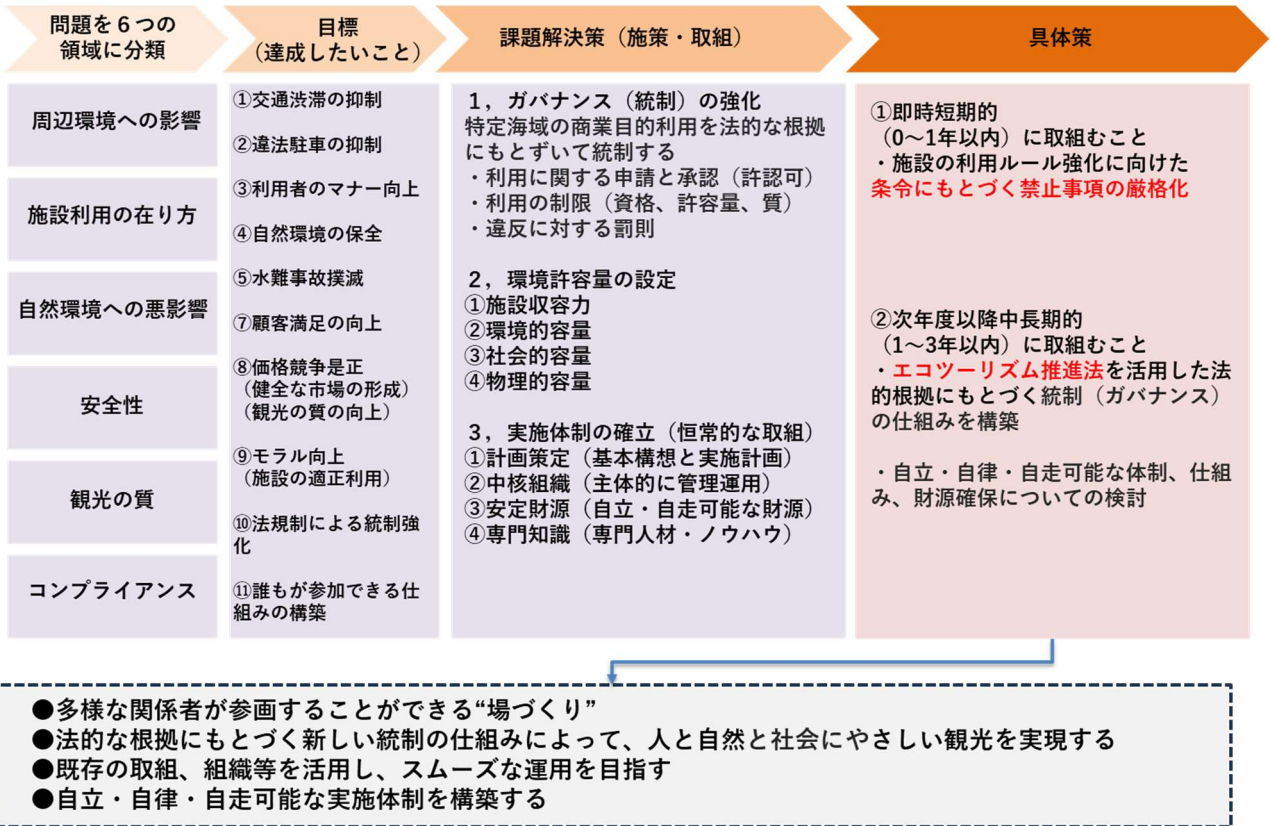 問題を６つの
領域に分類
目標
（達成したいこと）
課題解決策（施策・取組）
具体策
周辺環境への影響
施設利用の在り方
自然環境への悪影響
安全性
観光の質
コンプライアンス
①交通渋滞の抑制
②違法駐車の抑制
③利用者のマナー向上
④自然環境の保全
⑤水難事故撲滅
⑦顧客満足の向上
⑧価格競争是正
（健全な市場の形成）
（観光の質の向上）
⑨モラル向上
（施設の適正利用）
⑩法規制による統制強
化
⑪誰もが参加できる仕
組みの構築
１，ガバナンス（統制）の強化
特定海域の商業目的利用を法的な根拠
にもとずいて統制する
・利用に関する申請と承認（許認可）
・利用の制限（資格、許容量、質）
・違反に対する罰則
２，環境許容量の設定
①施設収容力
②環境的容量
③社会的容量
④物理的容量
３，実施体制の確立（恒常的な取組）
①計画策定（基本構想と実施計画）
②中核組織（主体的に管理運用）
③安定財源（自立・自走可能な財源）
④専門知識（専門人材・ノウハウ）
①即時短期的
（0～1年以内）に取組むこと
・施設の利用ルール強化に向けた
条令にもとづく禁止事項の厳格化
②次年度以降中長期的
（1～3年以内）に取組むこと
・エコツーリズム推進法を活用した法
的根拠にもとづく統制（ガバナンス）
の仕組みを構築
・自立・自律・自走可能な体制、仕組
み、財源確保についての検討
●多様な関係者が参画することができる“場づくり”
●法的な根拠にもとづく新しい統制の仕組みによって、人と自然と社会にやさしい観光を実現する
●既存の取組、組織等を活用し、スムーズな運用を目指す
●自立・自律・自走可能な実施体制を構築する